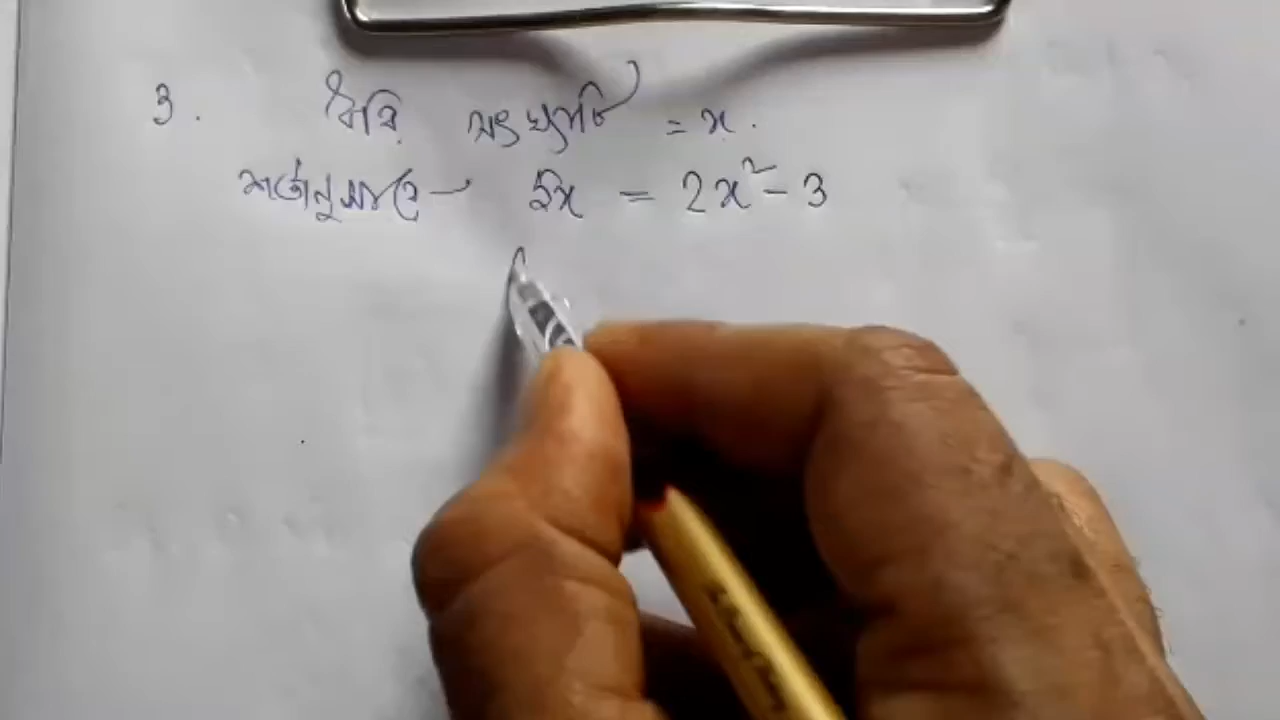 3. ধরি সংখ্যাটি = x.
শর্তানুসারে- 5x = 2x² - 3